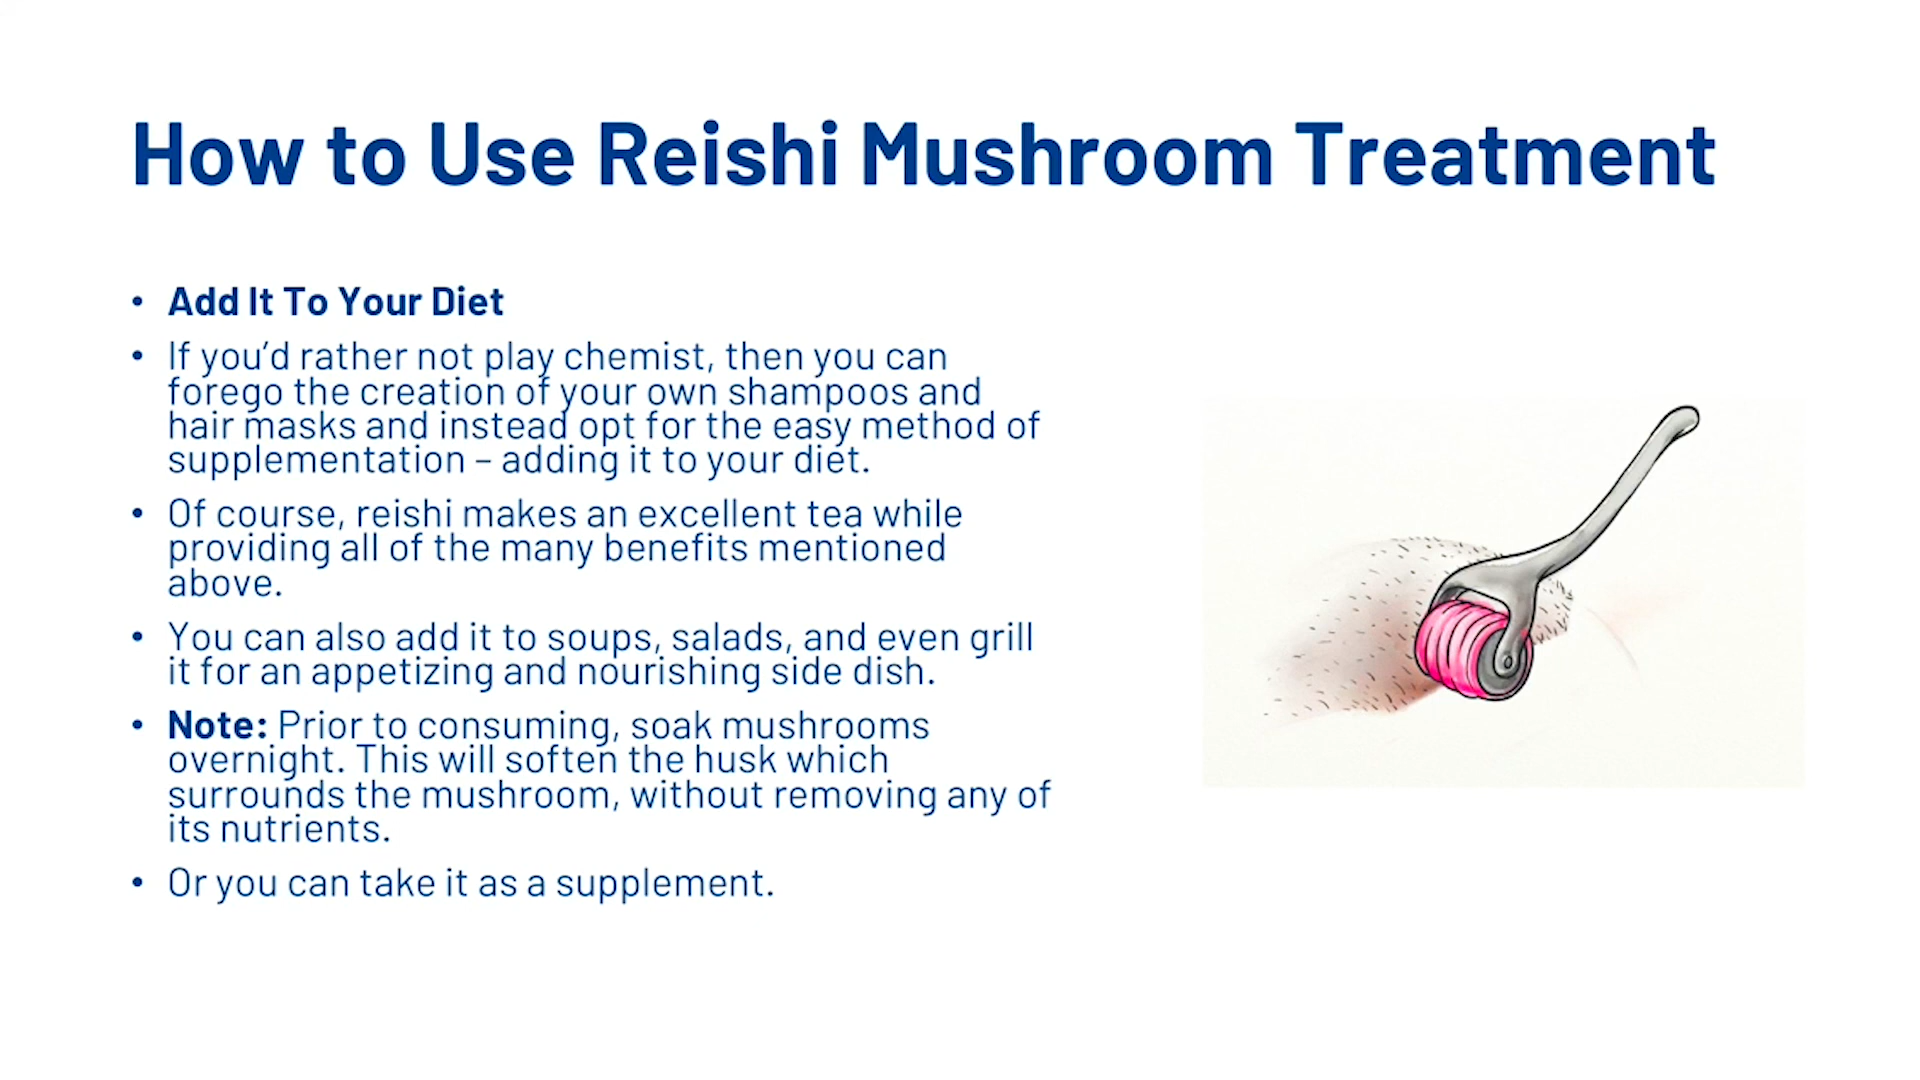 How to Use Reishi Mushroom Treatment
• Add It To Your Diet
• If you’d rather not play chemist, then you can
forego the creation of your own shampoos and
hair masks and instead opt for the easy method of
supplementation – adding it to your diet.
• Of course, reishi makes an excellent tea while
providing all of the many benefits mentioned
above.
• You can also add it to soups, salads, and even grill
it for an appetizing and nourishing side dish.
• Note: Prior to consuming, soak mushrooms
overnight. This will soften the husk which
surrounds the mushroom, without removing any of
its nutrients.
• Or you can take it as a supplement.